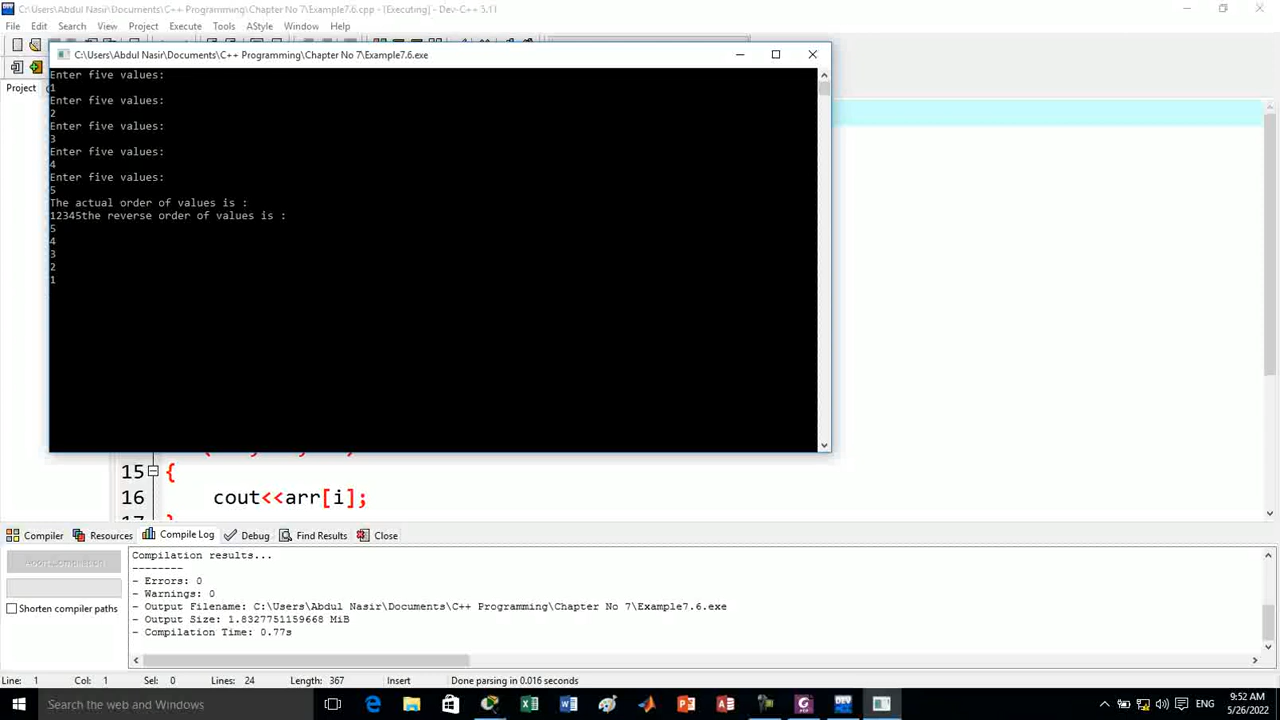 C:\Users\Abdul Nasir\Documents\C++ Programming\Chapter No 7\Example7.6.cpp - [Executing] - Dev-C++ 5.11
File Edit Search View Project Execute Tools AStyle Window Help
C:\Users\Abdul Nasir\Documents\C++ Programming\Chapter No 7\Example7.6.exe
Project
Enter five values:
1
Enter five values:
2
Enter five values:
3
Enter five values:
4
Enter five values:
5
The actual order of values is :
12345the reverse order of values is :
5
4
3
2
1
15 {
16 cout<<arr[i];
Compiler Resources Compile Log Debug Find Results Close
Abort Compilation
Shorten compiler paths
Compilation results...
--------
- Errors: 0
- Warnings: 0
- Output Filename: C:\Users\Abdul Nasir\Documents\C++ Programming\Chapter No 7\Example7.6.exe
- Output Size: 1.8327751159668 MiB
- Compilation Time: 0.77s
Line: 1 Col: 1 Sel: 0 Lines: 24 Length: 367 Insert Done parsing in 0.016 seconds
Search the web and Windows
ENG
9:52 AM
5/26/2022